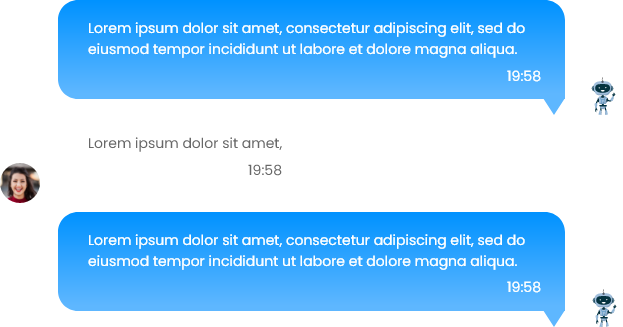 Lorem ipsum dolor sit amet, consectetur adipiscing elit, sed do
eiusmod tempor incididunt ut labore et dolore magna aliqua.
19:58
Lorem ipsum dolor sit amet,
19:58
Lorem ipsum dolor sit amet, consectetur adipiscing elit, sed do
eiusmod tempor incididunt ut labore et dolore magna aliqua.
19:58